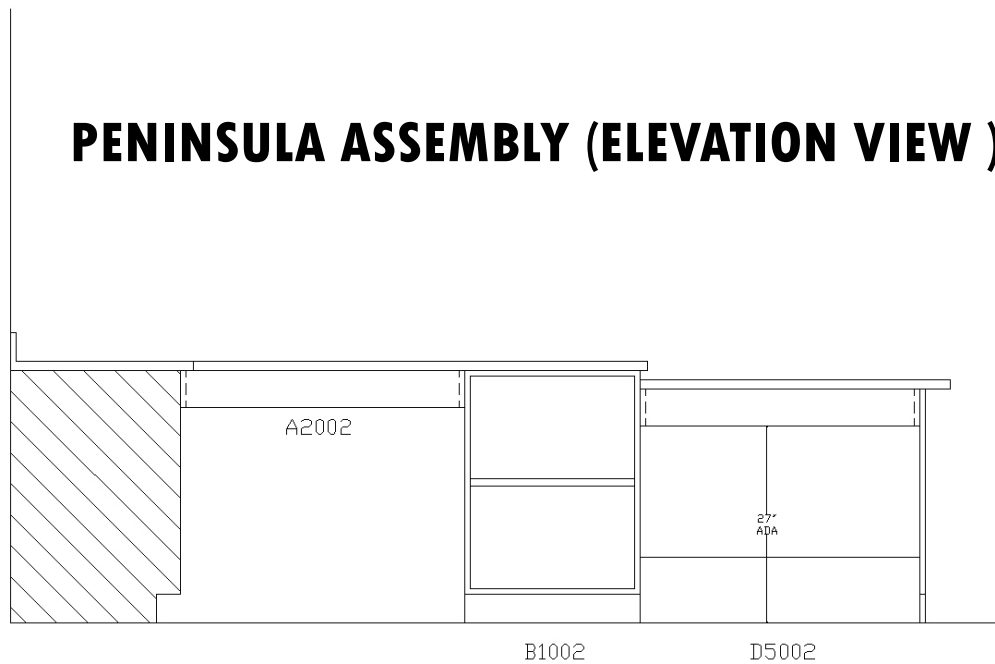 PENINSULA ASSEMBLY (ELEVATION VIEW )
A2002
27"
ADA
B1002 D5002